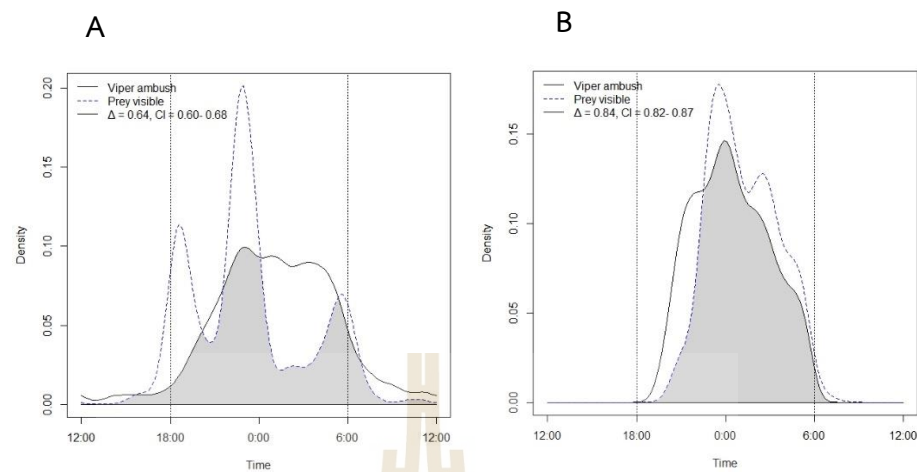 A
B
Viper ambush
Prey visible
Δ = 0.64, CI = 0.60- 0.68
Density
0.00
0.05
0.10
0.15
0.20
12:00
18:00
0:00
6:00
12:00
Time
Viper ambush
Prey visible
Δ = 0.84, CI = 0.82- 0.87
Density
0.00
0.05
0.10
0.15
12:00
18:00
0:00
6:00
12:00
Time